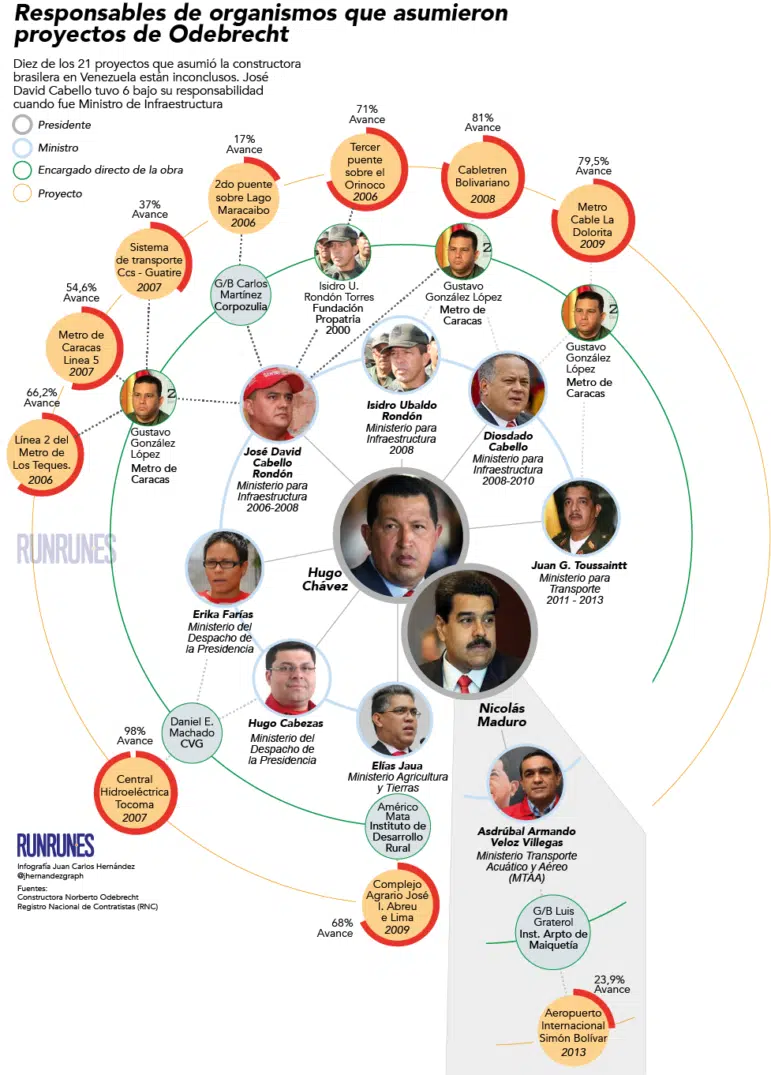 Responsables de organismos que asumieron
proyectos de Odebrecht
Diez de los 21 proyectos que asumió la constructora
brasilera en Venezuela están inconclusos. José
David Cabello tuvo 6 bajo su responsabilidad
cuando fue Ministro de Infraestructura
Presidente
Ministro
Encargado directo de la obra
Proyecto
71%
Avance
Tercer
puente
sobre el
Orinoco
2006
81%
Avance
Cabletren
Bolivariano
2008
17%
Avance
2do puente
sobre Lago
Maracaibo
2006
79,5%
Avance
Metro
Cable La
Dolorita
2009
37%
Avance
Sistema
de transporte
Ccs - Guatire
2007
54,6%
Avance
Metro de
Caracas
Linea 5
2007
66,2%
Avance
Línea 2 del
Metro de
Los Teques.
2006
G/B Carlos
Martínez
Corpozulia
Isidro U.
Rondón Torres
Fundación
Propatria
2000
Z
Gustavo
González López
Metro de
Caracas
Z
Gustavo
González
López
Metro de
Caracas
Z
Gustavo
González
López
Metro de
Caracas
José David
Cabello
Rondón
Ministerio para
Infraestructura
2006-2008
Isidro Ubaldo
Rondón
Ministerio para
Infraestructura
2008
Diosdado
Cabello
Ministerio para
Infraestructura
2008-2010
Juan G. Toussaintt
Ministerio para
Transporte
2011 - 2013
RUNRUNES
Hugo
Chávez
Erika Farías
Ministerio del
Despacho de
la Presidencia
Hugo Cabezas
Ministerio del
Despacho de
la Presidencia
Elías Jaua
Ministerio Agricultura
y Tierras
Nicolás
Maduro
Daniel E.
Machado
CVG
98%
Avance
Central
Hidroeléctrica
Tocoma
2007
Américo
Mata
Instituto de
Desarrollo
Rural
Complejo
Agrario José
I. Abreu
e Lima
2009
68%
Avance
Asdrúbal Armando
Veloz Villegas
Ministerio Transporte
Acuático y Aéreo
(MTAA)
G/B Luis
Graterol
Inst. Arpto de
Maiquetía
23,9%
Avance
Aeropuerto
Internacional
Simón Bolívar
2013
RUNRUNES
Infografía Juan Carlos Hernández
@jhernandezgraph
Fuentes:
Constructora Norberto Odebrecht
Registro Nacional de Contratistas (RNC)